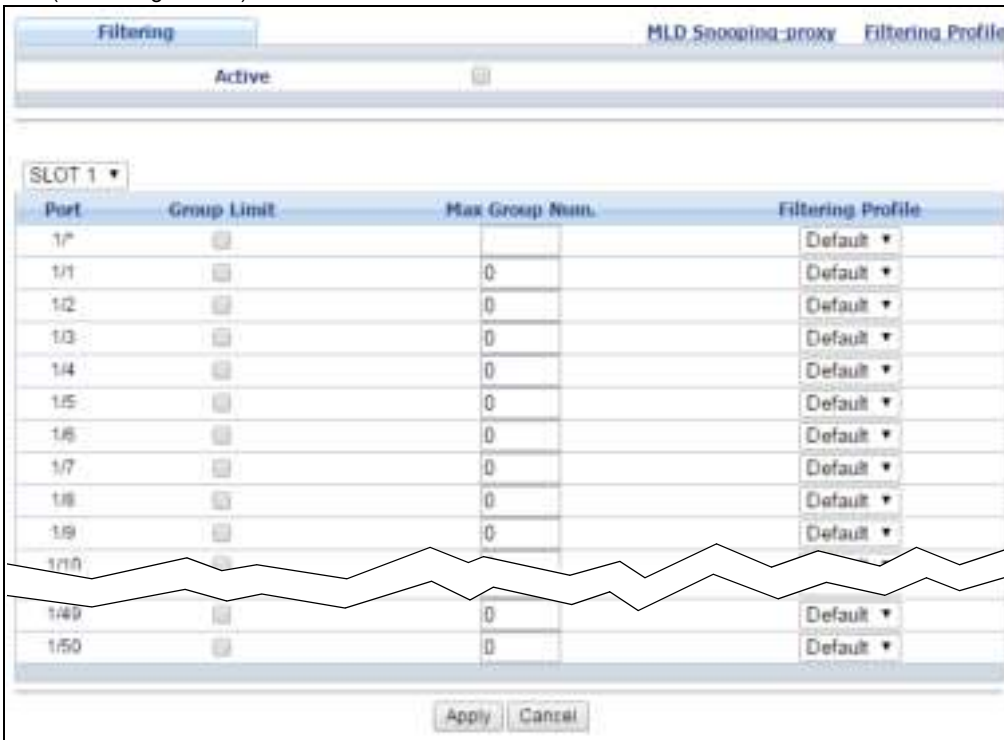 Filtering MLD Snooping-proxy Filtering Profile
Active
SLOT 1
Port Group Limit Max Group Num. Filtering Profile
1/* Default
1/1 0 Default
1/2 0 Default
1/3 0 Default
1/4 0 Default
1/5 0 Default
1/6 0 Default
1/7 0 Default
1/8 0 Default
1/9 0 Default
1/10
1/49 0 Default
1/50 0 Default
Apply Cancel